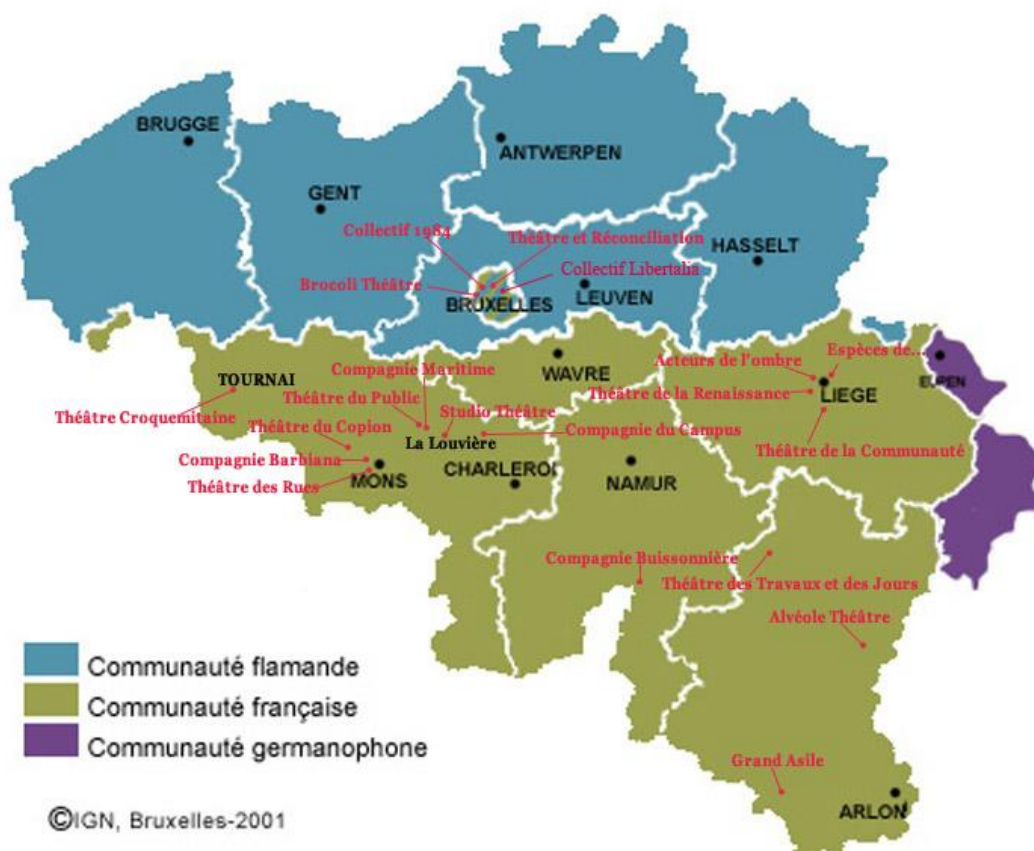 BRUGGE
ANTWERPEN
GENT
Collectif 1984
Théâtre et Réconciliation
HASSELT
Collectif Libertalia
Brocoli Théâtre
BRUXELLES
LEUVEN
Compagnie Maritime
WAVRE
Acteurs de l'ombre
Espèces de...
EUPEN
TOURNAI
Théâtre du Public
Studio Théâtre
Théâtre de la Renaissance
LIEGE
Théâtre Croquemitaine
Théâtre du Copion
La Louvière
Compagnie du Campus
Théâtre de la Communauté
Compagnie Barbiana
MONS
CHARLEROI
NAMUR
Théâtre des Rues
Compagnie Buissonnière
Théâtre des Travaux et des Jours
Alvéole Théâtre
Communauté flamande
Communauté française
Communauté germanophone
Grand Asile
ARLON
©IGN, Bruxelles-2001